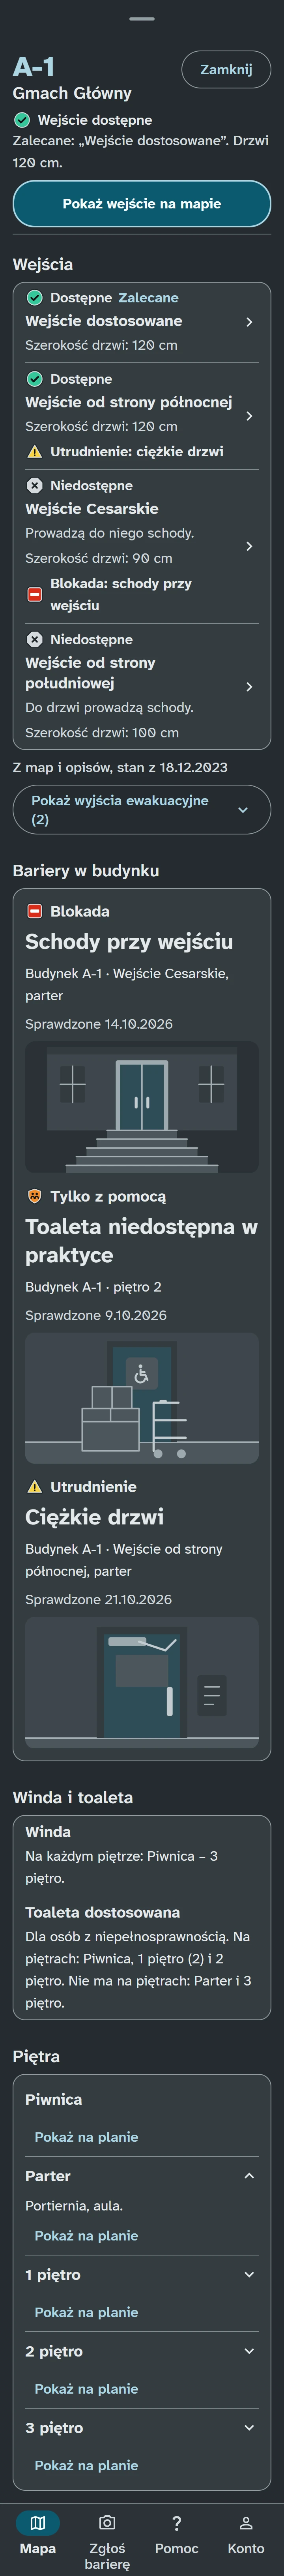 A-1
Zamknij
Gmach Główny
Wejście dostępne
Zalecane: „Wejście dostosowane”. Drzwi
120 cm.
Pokaż wejście na mapie
Wejścia
Dostępne Zalecane
Wejście dostosowane
Szerokość drzwi: 120 cm
Dostępne
Wejście od strony północnej
Szerokość drzwi: 120 cm
Utrudnienie: ciężkie drzwi
Niedostępne
Wejście Cesarskie
Prowadzą do niego schody.
Szerokość drzwi: 90 cm
Blokada: schody przy
wejściu
Niedostępne
Wejście od strony
południowej
Do drzwi prowadzą schody.
Szerokość drzwi: 100 cm
Z map i opisów, stan z 18.12.2023
Pokaż wyjścia ewakuacyjne
(2)
Bariery w budynku
Blokada
Schody przy wejściu
Budynek A-1 · Wejście Cesarskie,
parter
Sprawdzone 14.10.2026
Tylko z pomocą
Toaleta niedostępna w
praktyce
Budynek A-1 · piętro 2
Sprawdzone 9.10.2026
Utrudnienie
Ciężkie drzwi
Budynek A-1 · Wejście od strony
północnej, parter
Sprawdzone 21.10.2026
Winda i toaleta
Winda
Na każdym piętrze: Piwnica – 3
piętro.
Toaleta dostosowana
Dla osób z niepełnosprawnością. Na
piętrach: Piwnica, 1 piętro (2) i 2
piętro. Nie ma na piętrach: Parter i 3
piętro.
Piętra
Piwnica
Pokaż na planie
Parter
Portiernia, aula.
Pokaż na planie
1 piętro
Pokaż na planie
2 piętro
Pokaż na planie
3 piętro
Pokaż na planie
Mapa
Zgłoś
barierę
Pomoc
Konto